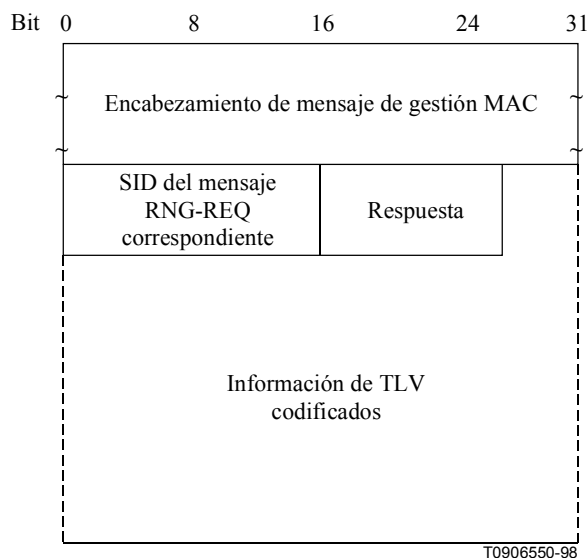 Bit 0 8 16 24 31
Encabezamiento de mensaje de gestión MAC
SID del mensaje
RNG-REQ
correspondiente
Respuesta
Información de TLV
codificados
T0906550-98